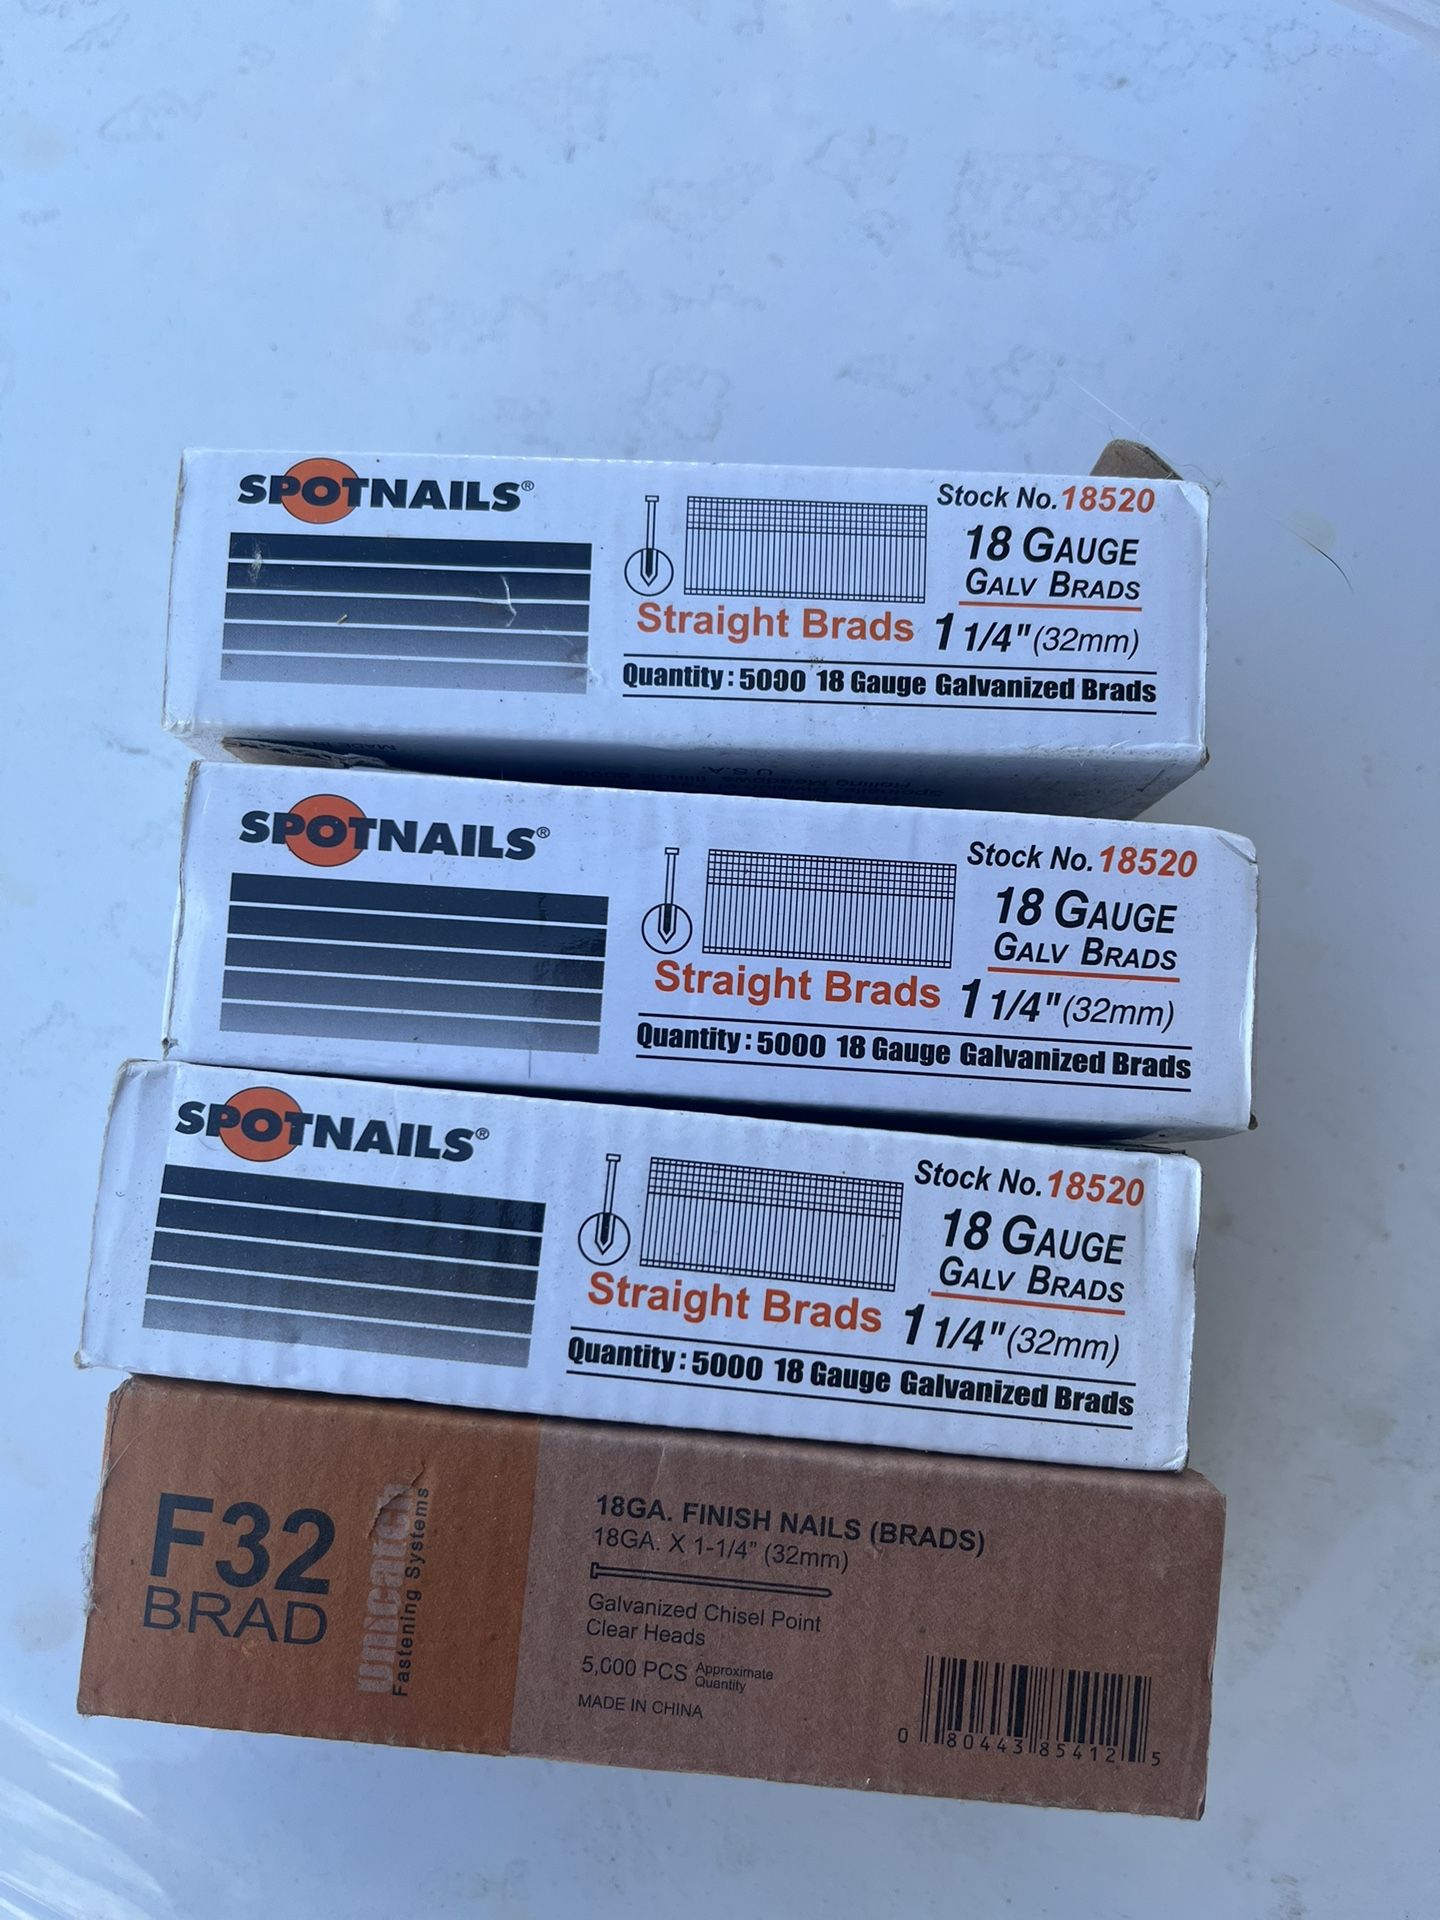 SPOTNAILS®
Stock No. 18520
18 GAUGE
GALV BRADS
Straight Brads
1 1/4" (32mm)
Quantity: 5000 18 Gauge Galvanized Brads
MADE IN
U.S.A.
SPOTNAILS®
Stock No. 18520
18 GAUGE
GALV BRADS
Straight Brads
1 1/4" (32mm)
Quantity: 5000 18 Gauge Galvanized Brads
SPOTNAILS®
Stock No. 18520
18 GAUGE
GALV BRADS
Straight Brads
1 1/4" (32mm)
Quantity: 5000 18 Gauge Galvanized Brads
F32
BRAD
unicatch
Fastening Systems
18GA. FINISH NAILS (BRADS)
18GA. X 1-1/4" (32mm)
Galvanized Chisel Point
Clear Heads
5,000 PCS Approximate Quantity
MADE IN CHINA
0 80443 85412 5